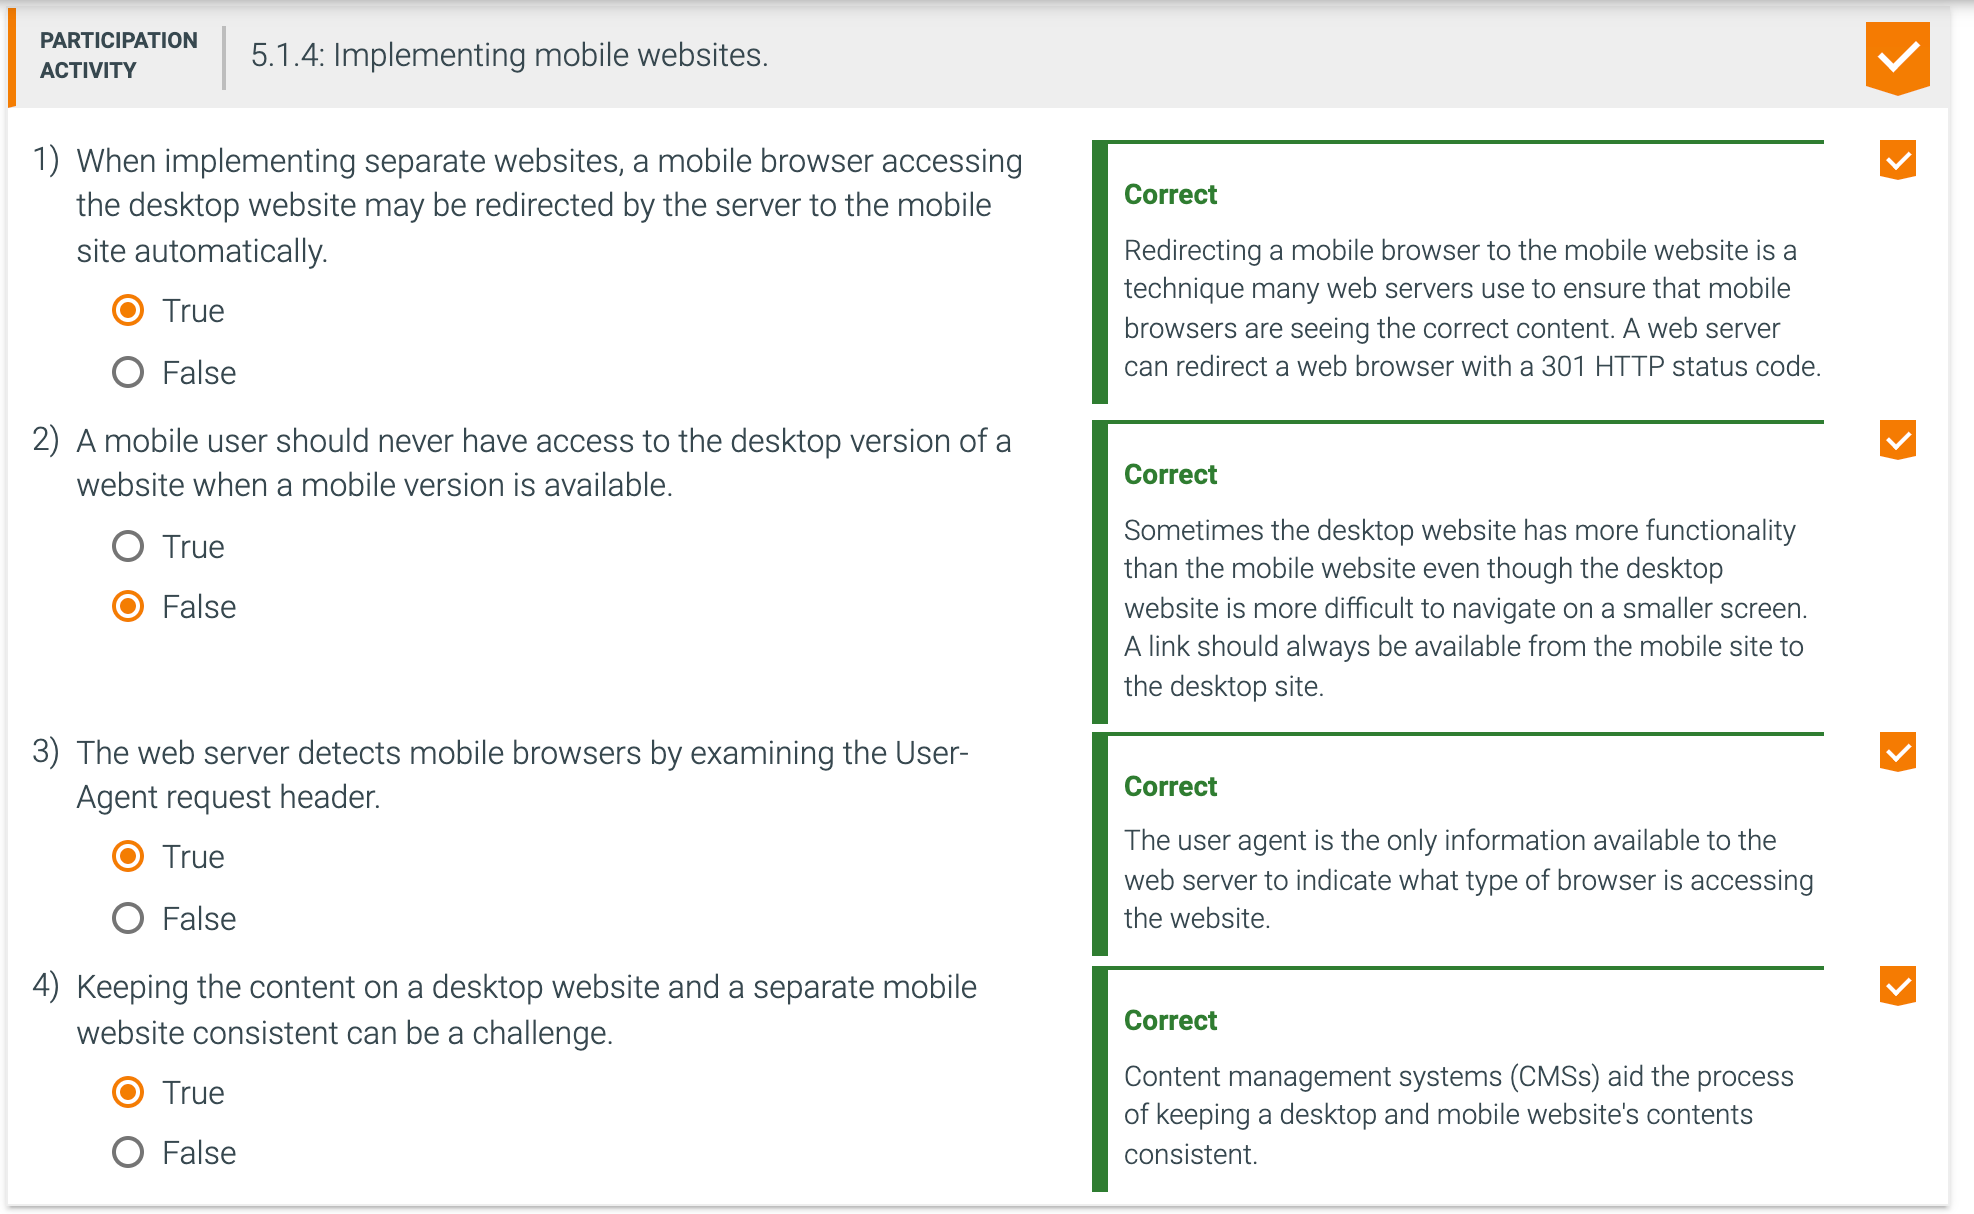 PARTICIPATION
ACTIVITY
5.1.4: Implementing mobile websites.
1) When implementing separate websites, a mobile browser accessing
the desktop website may be redirected by the server to the mobile
site automatically.
True
False
Correct
Redirecting a mobile browser to the mobile website is a
technique many web servers use to ensure that mobile
browsers are seeing the correct content. A web server
can redirect a web browser with a 301 HTTP status code.
2) A mobile user should never have access to the desktop version of a
website when a mobile version is available.
True
False
Correct
Sometimes the desktop website has more functionality
than the mobile website even though the desktop
website is more difficult to navigate on a smaller screen.
A link should always be available from the mobile site to
the desktop site.
3) The web server detects mobile browsers by examining the User-
Agent request header.
True
False
Correct
The user agent is the only information available to the
web server to indicate what type of browser is accessing
the website.
4) Keeping the content on a desktop website and a separate mobile
website consistent can be a challenge.
True
False
Correct
Content management systems (CMSs) aid the process
of keeping a desktop and mobile website's contents
consistent.